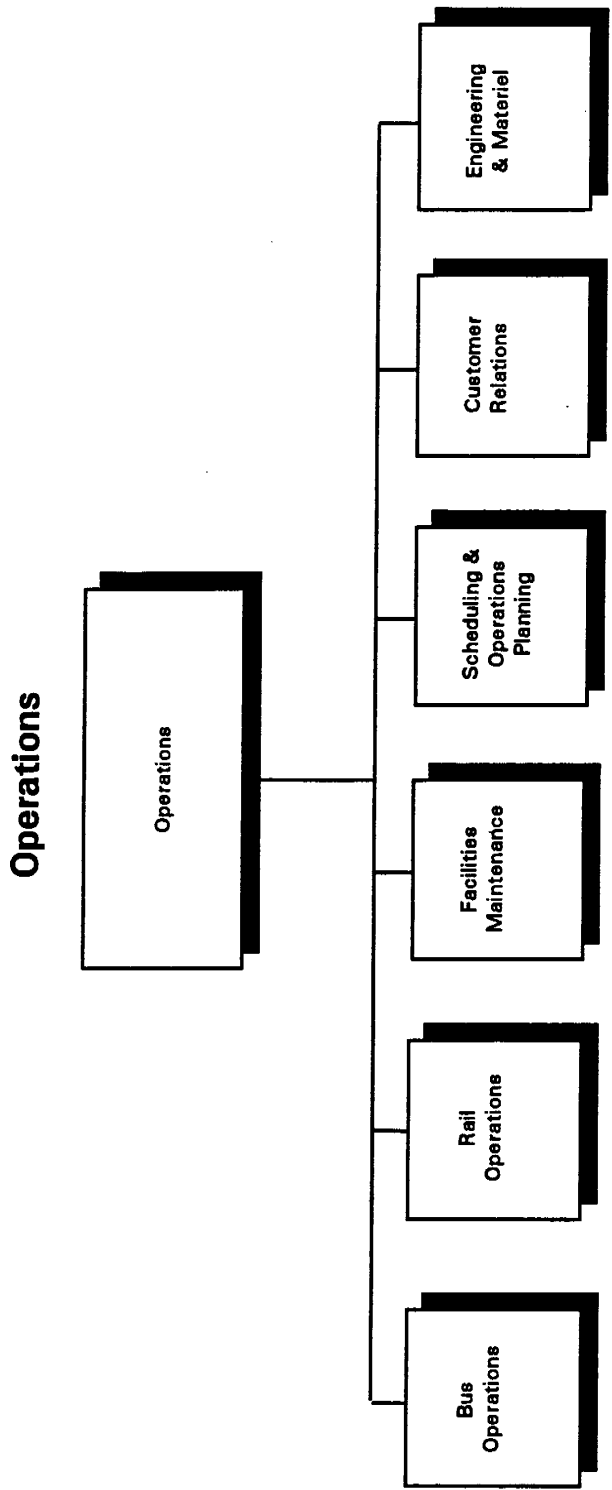 Operations
Operations
Bus
Operations
Rail
Operations
Facilities
Maintenance
Scheduling &
Operations
Planning
Customer
Relations
Engineering
& Materiel